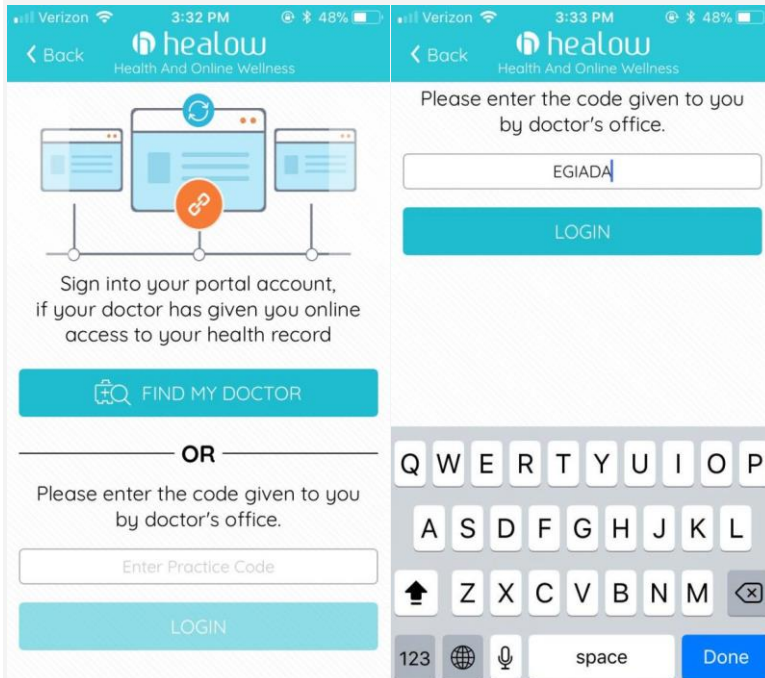 Verizon 3:32 PM 48%
Back healow
Health And Online Wellness
Sign into your portal account,
if your doctor has given you online
access to your health record
FIND MY DOCTOR
OR
Please enter the code given to you
by doctor's office.
Enter Practice Code
LOGIN
Verizon 3:33 PM 48%
Back healow
Health And Online Wellness
Please enter the code given to you
by doctor's office.
EGIADA
LOGIN
Q W E R T Y U I O P
A S D F G H J K L
Z X C V B N M
123 space Done